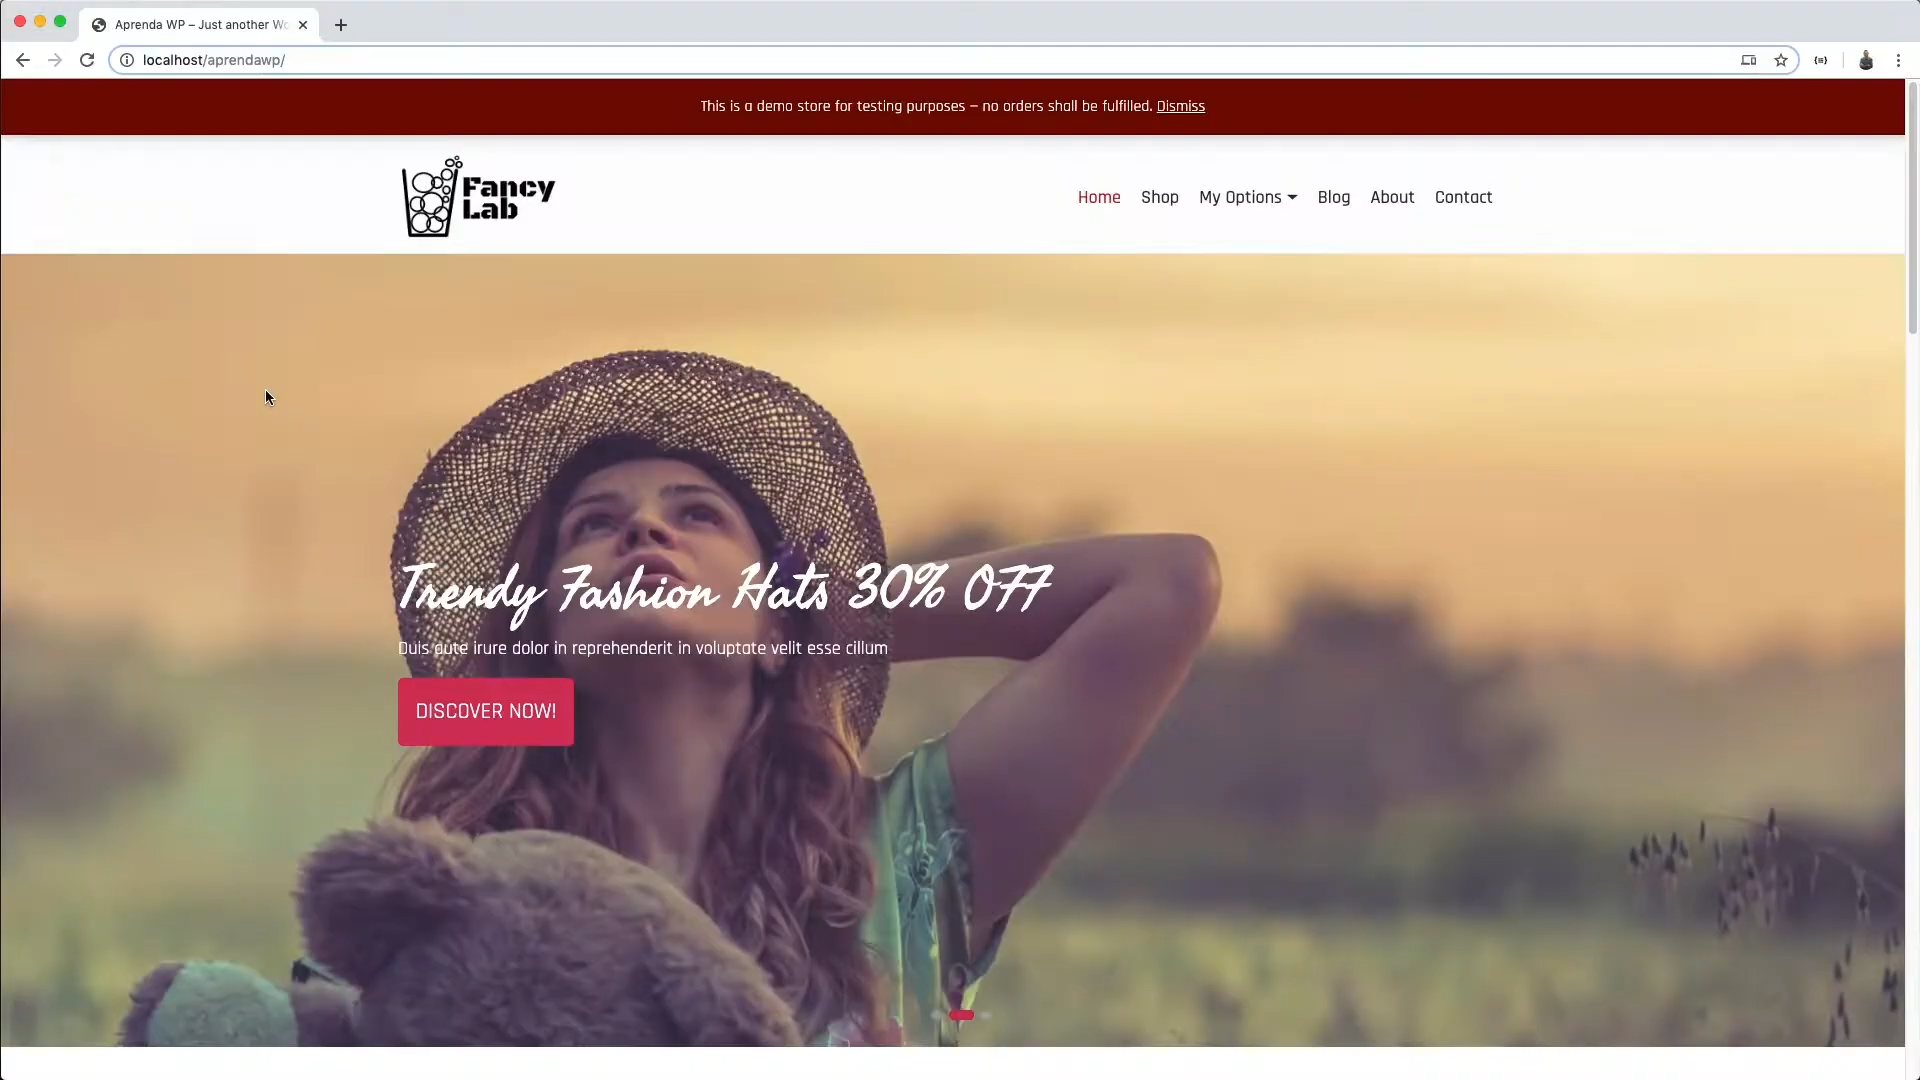 Aprenda WP – Just another Wo
localhost/aprendawp/
This is a demo store for testing purposes – no orders shall be fulfilled. Dismiss
Fancy
Lab
Home Shop My Options Blog About Contact
Trendy Fashion Hats 30% OFF
Duis aute irure dolor in reprehenderit in voluptate velit esse cillum
DISCOVER NOW!